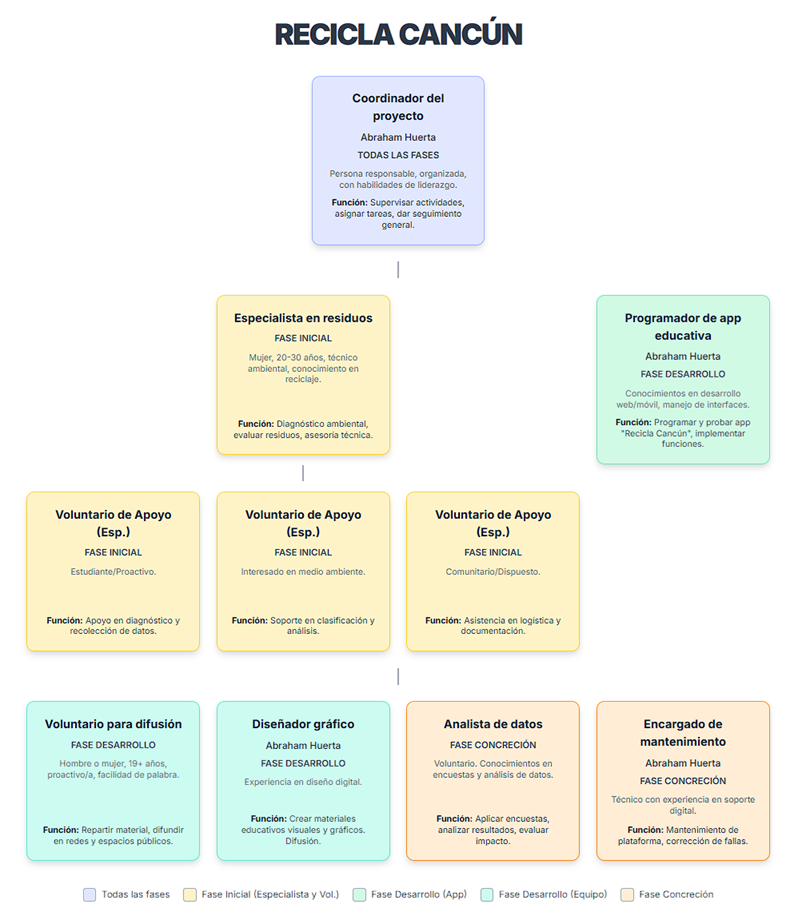 RECICLA CANCÚN
Coordinador del
proyecto
Abraham Huerta
TODAS LAS FASES
Persona responsable, organizada,
con habilidades de liderazgo.
Función: Supervisar actividades,
asignar tareas, dar seguimiento
general.
Especialista en residuos
FASE INICIAL
Mujer, 20-30 años, técnico
ambiental, conocimiento en
reciclaje.
Función: Diagnóstico ambiental,
evaluar residuos, asesoría técnica.
Programador de app
educativa
Abraham Huerta
FASE DESARROLLO
Conocimientos en desarrollo
web/móvil, manejo de interfaces.
Función: Programar y probar app
"Recicla Cancún", implementar
funciones.
Voluntario de Apoyo
(Esp.)
FASE INICIAL
Estudiante/Proactivo.
Función: Apoyo en diagnóstico y
recolección de datos.
Voluntario de Apoyo
(Esp.)
FASE INICIAL
Interesado en medio ambiente.
Función: Soporte en clasificación y
análisis.
Voluntario de Apoyo
(Esp.)
FASE INICIAL
Comunitario/Dispuesto.
Función: Asistencia en logística y
documentación.
Voluntario para difusión
FASE DESARROLLO
Hombre o mujer, 19+ años,
proactivo/a, facilidad de palabra.
Función: Repartir material, difundir
en redes y espacios públicos.
Diseñador gráfico
Abraham Huerta
FASE DESARROLLO
Experiencia en diseño digital.
Función: Crear materiales
educativos visuales y gráficos.
Difusión.
Analista de datos
FASE CONCRECIÓN
Voluntario. Conocimientos en
encuestas y análisis de datos.
Función: Aplicar encuestas,
analizar resultados, evaluar
impacto.
Encargado de
mantenimiento
Abraham Huerta
FASE CONCRECIÓN
Técnico con experiencia en soporte
digital.
Función: Mantenimiento de
plataforma, corrección de fallas.
Todas las fases
Fase Inicial (Especialista y Vol.)
Fase Desarrollo (App)
Fase Desarrollo (Equipo)
Fase Concreción